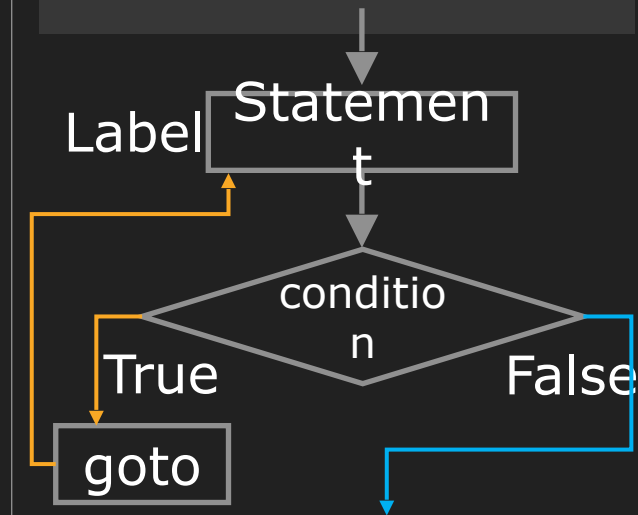 Label
Statemen
t
conditio
n
True
False
goto